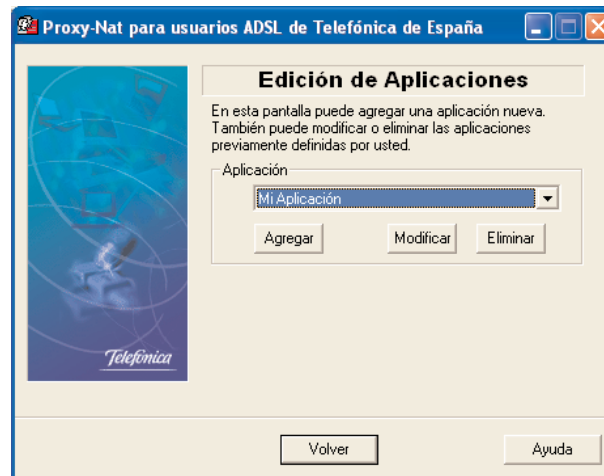 Proxy-Nat para usuarios ADSL de Telefónica de España
Edición de Aplicaciones
En esta pantalla puede agregar una aplicación nueva.
También puede modificar o eliminar las aplicaciones
previamente definidas por usted.
Aplicación
Mi Aplicación
Agregar Modificar Eliminar
Telefónica
Volver Ayuda